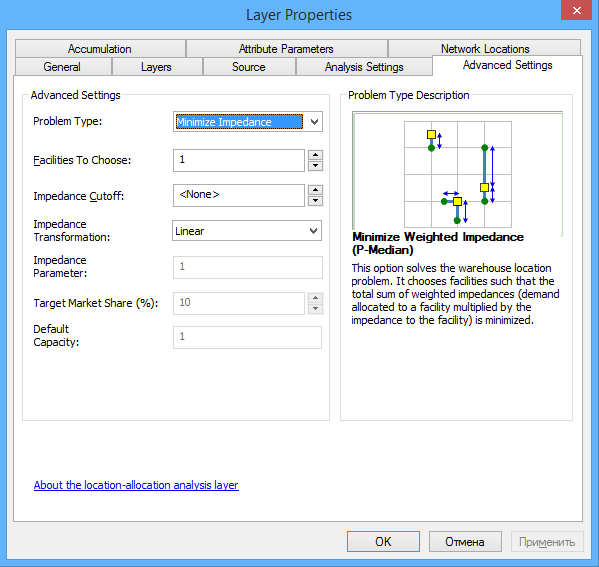 Layer Properties
Accumulation
Attribute Parameters
Network Locations
General
Layers
Source
Analysis Settings
Advanced Settings
Advanced Settings
Problem Type:
Minimize Impedance
Facilities To Choose:
1
Impedance Cutoff:
<None>
Impedance
Transformation:
Linear
Impedance
Parameter:
1
Target Market Share (%):
10
Default
Capacity:
1
Problem Type Description
Minimize Weighted Impedance
(P-Median)
This option solves the warehouse location
problem. It chooses facilities such that the
total sum of weighted impedances (demand
allocated to a facility multiplied by the
impedance to the facility) is minimized.
About the location-allocation analysis layer
OK
Отмена
Применить